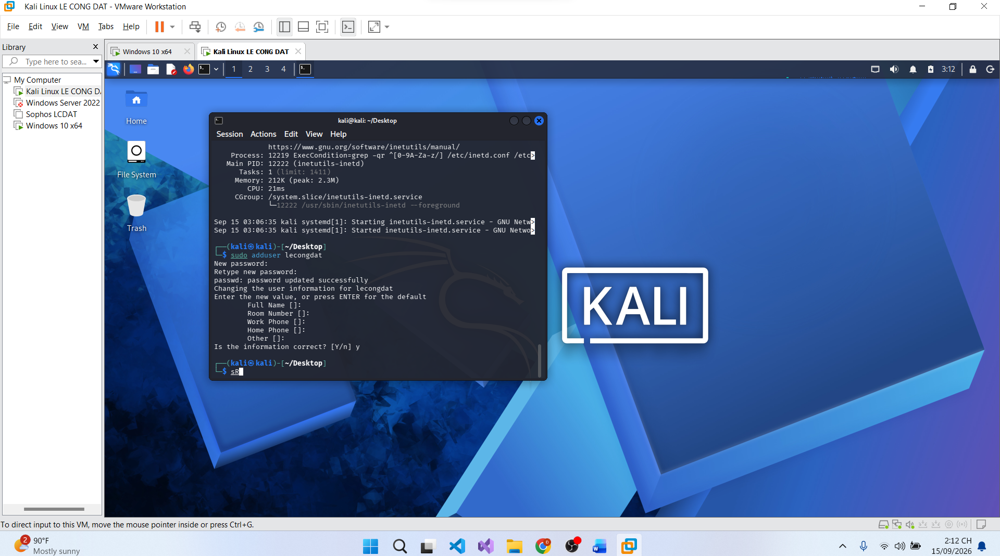 Kali Linux LE CONG DAT - VMware Workstation
File Edit View VM Tabs Help
Library
Type here to sea...
My Computer
Kali Linux LE CONG DA
Windows Server 2022
Sophos LCDAT
Windows 10 x64
Windows 10 x64
Kali Linux LE CONG DAT
1 2 3 4
3:12
Home
File System
Trash
kali@kali: ~/Desktop
Session Actions Edit View Help
https://www.gnu.org/software/inetutils/manual/
Process: 12219 ExecCondition=grep -qr ^[0-9A-Za-z/] /etc/inetd.conf /etc>
Main PID: 12222 (inetutils-inetd)
Tasks: 1 (limit: 1411)
Memory: 212K (peak: 2.3M)
CPU: 21ms
CGroup: /system.slice/inetutils-inetd.service
└─12222 /usr/sbin/inetutils-inetd --foreground
Sep 15 03:06:35 kali systemd[1]: Starting inetutils-inetd.service - GNU Netw>
Sep 15 03:06:35 kali systemd[1]: Started inetutils-inetd.service - GNU Netwo>
┌──(kali㉿kali)-[~/Desktop]
└─$ sudo adduser lecongdat
New password:
Retype new password:
passwd: password updated successfully
Changing the user information for lecongdat
Enter the new value, or press ENTER for the default
Full Name []:
Room Number []:
Work Phone []:
Home Phone []:
Other []:
Is the information correct? [Y/n] y
┌──(kali㉿kali)-[~/Desktop]
└─$ sR
KALI
To direct input to this VM, move the mouse pointer inside or press Ctrl+G.
2
90°F
Mostly sunny
2:12 CH
15/09/2026